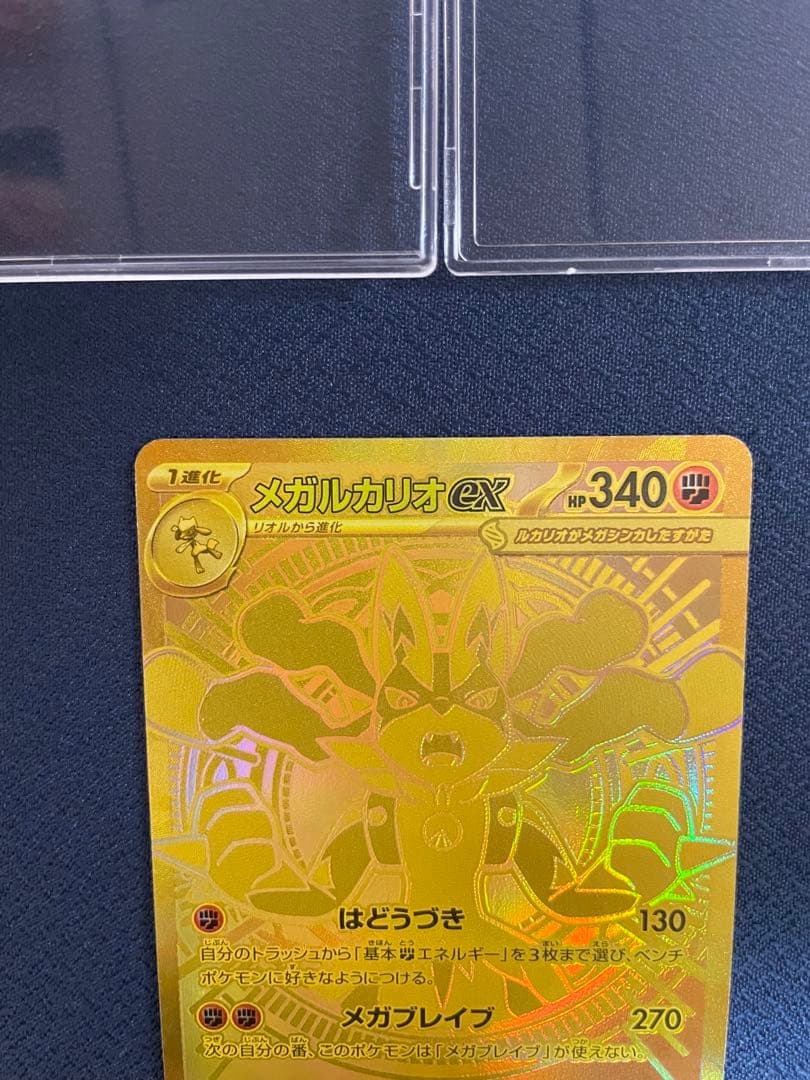 1進化
メガルカリオex HP 340
リオルから進化
ルカリオがメガシンカしたすがた
はどうづき 130
自分のトラッシュから「基本エネルギー」を3枚まで選び、ベンチ
ポケモンに好きなようにつける。
メガブレイブ 270
次の自分の番、このポケモンは「メガブレイブ」が使えない。